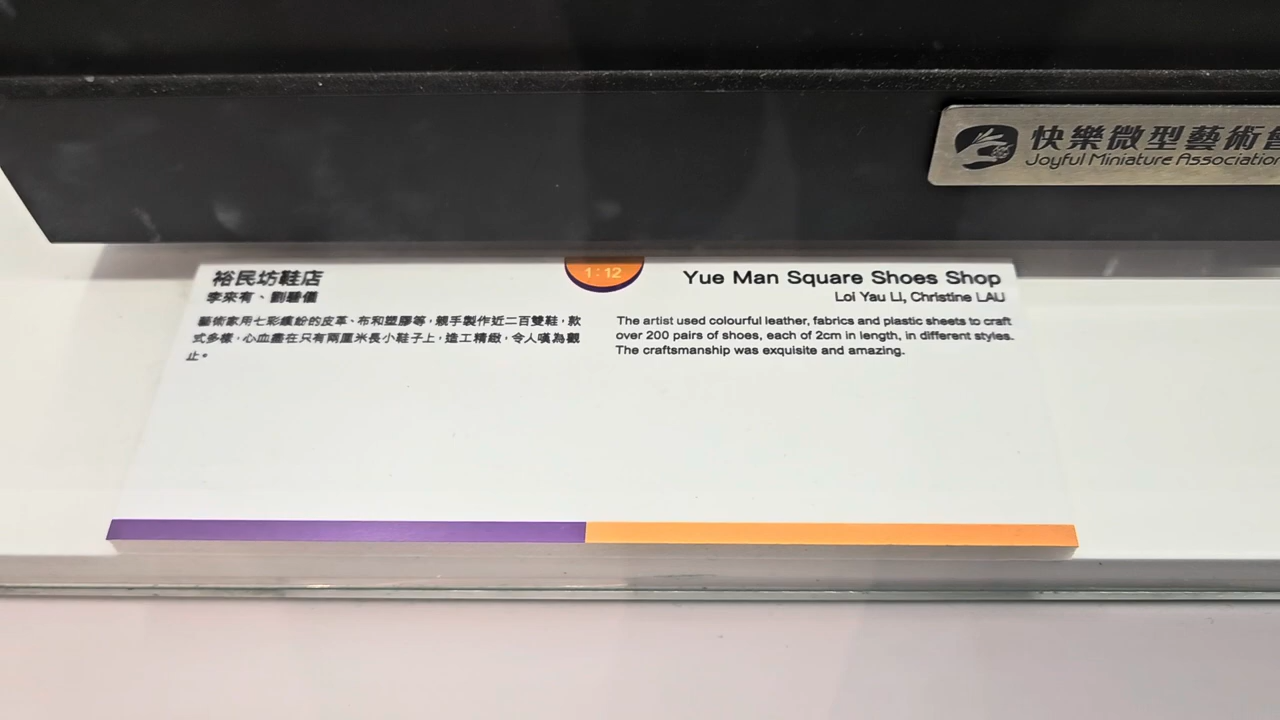 快樂微型藝術會
Joyful Miniature Association
1:12
裕民坊鞋店
李來有、劉碧儀
藝術家用七彩繽紛的皮革、布和塑膠等，親手製作近二百雙鞋，款
式多樣，心血盡在只有兩厘米長小鞋子上，造工精緻，令人嘆為觀
止。
Yue Man Square Shoes Shop
Loi Yau LI, Christine LAU
The artist used colourful leather, fabrics and plastic sheets to craft
over 200 pairs of shoes, each of 2cm in length, in different styles.
The craftsmanship was exquisite and amazing.